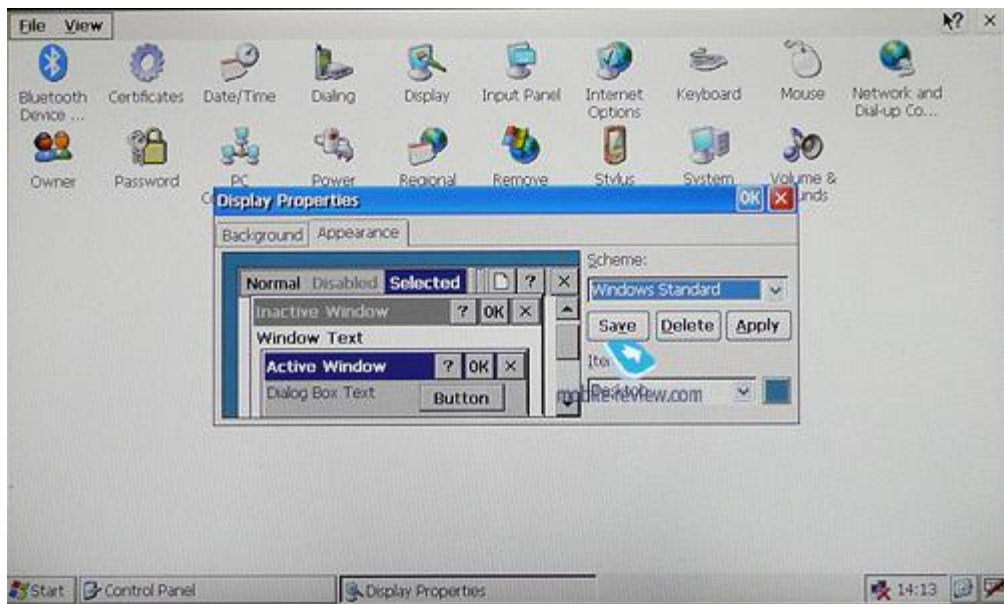 File View ? ×
Bluetooth Device ...
Certificates
Date/Time
Dialing
Display
Input Panel
Internet Options
Keyboard
Mouse
Network and Dial-up Co...
Owner
Password
PC
Power
Regional
Remove
Stylus
System
Volume &
Display Properties OK ×
Background Appearance
Normal Disabled Selected ? ×
Inactive Window ? OK ×
Window Text
Active Window ? OK ×
Dialog Box Text Button
Scheme:
Windows Standard
Save Delete Apply
Desktop
mobile-review.com
Start Control Panel Display Properties 14:13